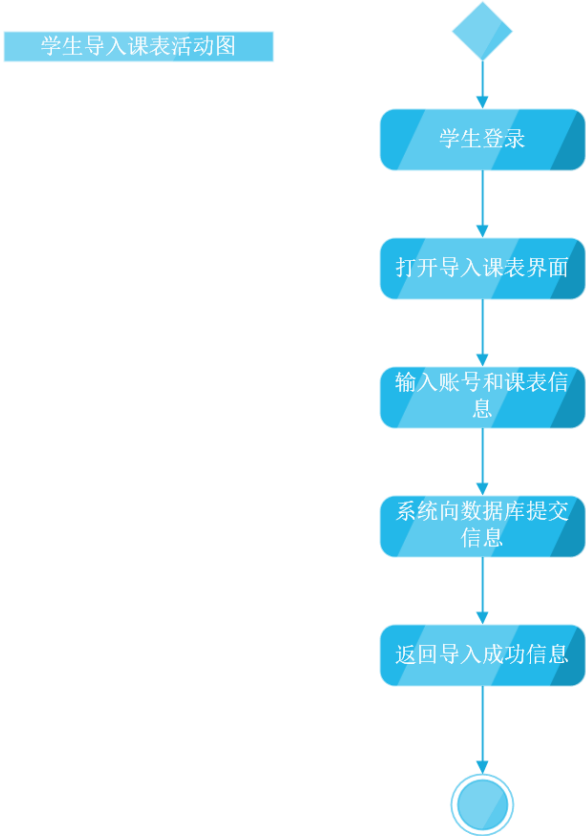 学生导入课表活动图
学生登录
打开导入课表界面
输入账号和课表信
息
系统向数据库提交
信息
返回导入成功信息